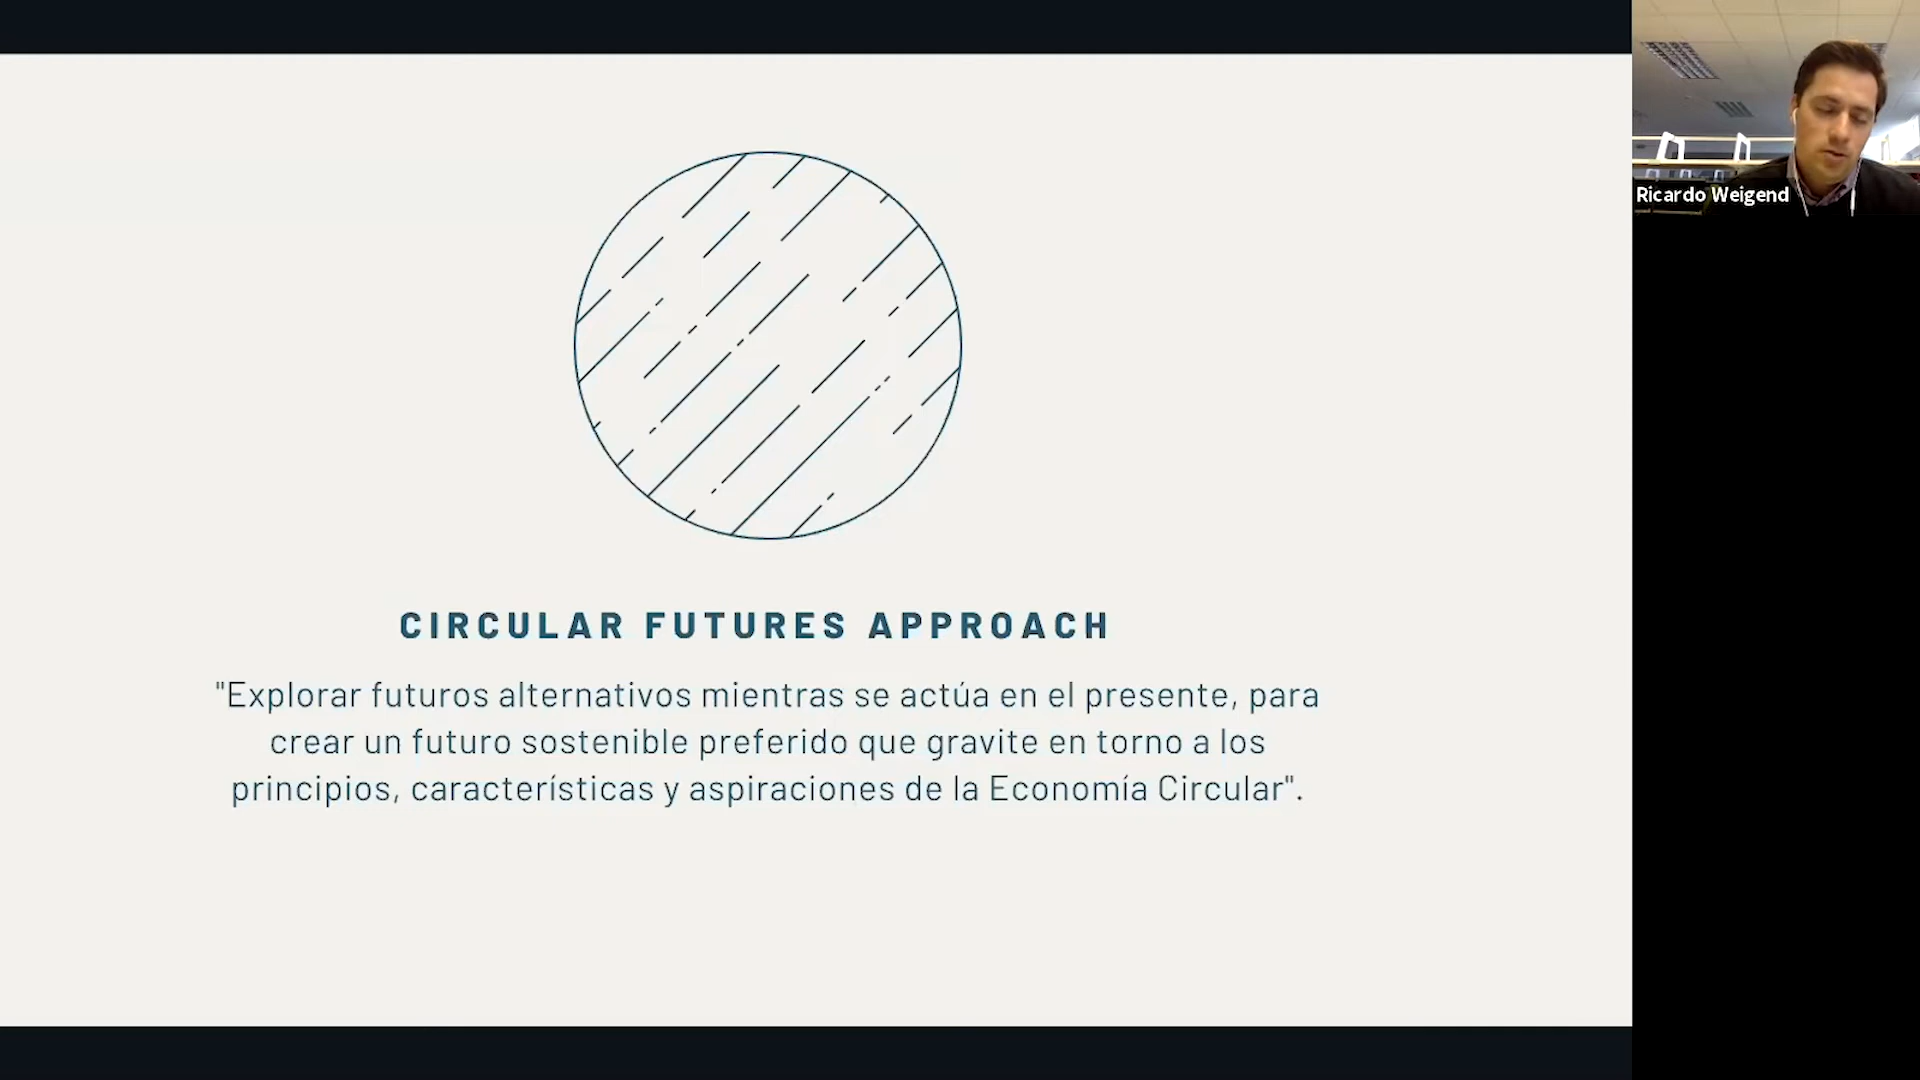 Ricardo Weigend
CIRCULAR FUTURES APPROACH
"Explorar futuros alternativos mientras se actúa en el presente, para
crear un futuro sostenible preferido que gravite en torno a los
principios, características y aspiraciones de la Economía Circular".